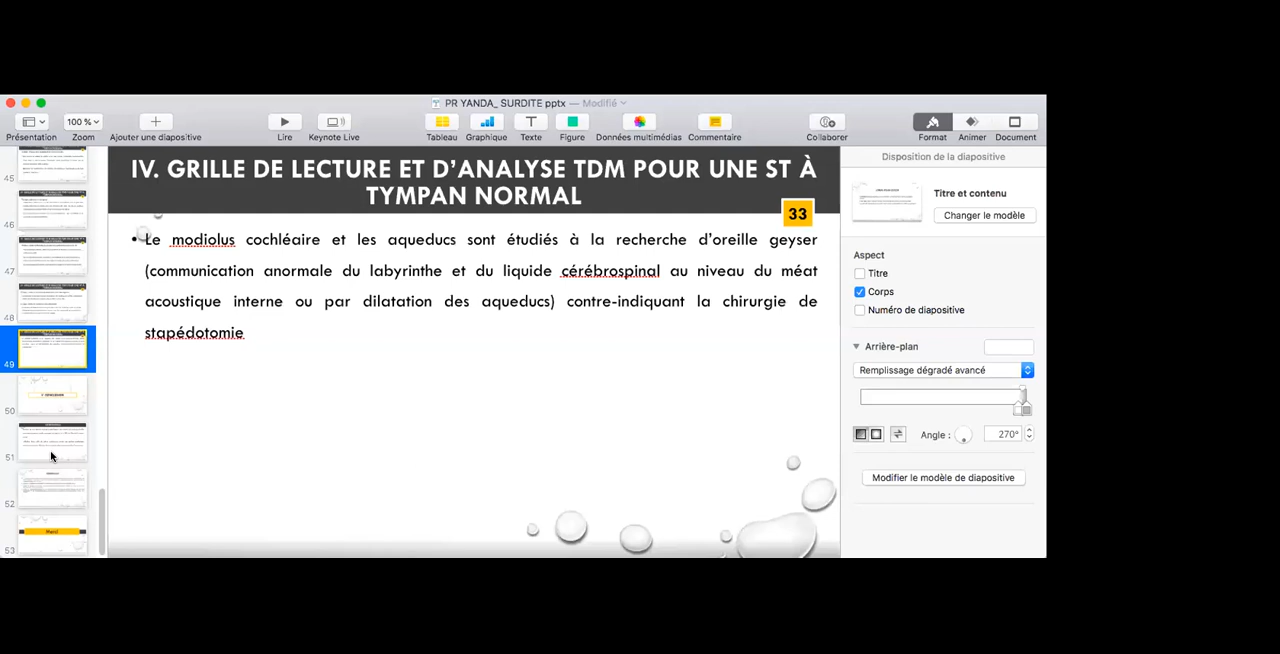 PR YANDA_ SURDITE pptx — Modifié
100 %
Présentation Zoom Ajouter une diapositive Lire Keynote Live Tableau Graphique Texte Figure Données multimédias Commentaire Collaborer Format Animer Document
45
46
47
48
49
50
51
52
53
Merci
IV. GRILLE DE LECTURE ET D'ANALYSE TDM POUR UNE ST À
TYMPAN NORMAL
33
• Le modiolus cochléaire et les aqueducs sont étudiés à la recherche d'oreille geyser
(communication anormale du labyrinthe et du liquide cérébrospinal au niveau du méat
acoustique interne ou par dilatation des aqueducs) contre-indiquant la chirurgie de
stapédotomie
Disposition de la diapositive
Titre et contenu
Changer le modèle
Aspect
Titre
Corps
Numéro de diapositive
Arrière-plan
Remplissage dégradé avancé
Angle : 270°
Modifier le modèle de diapositive